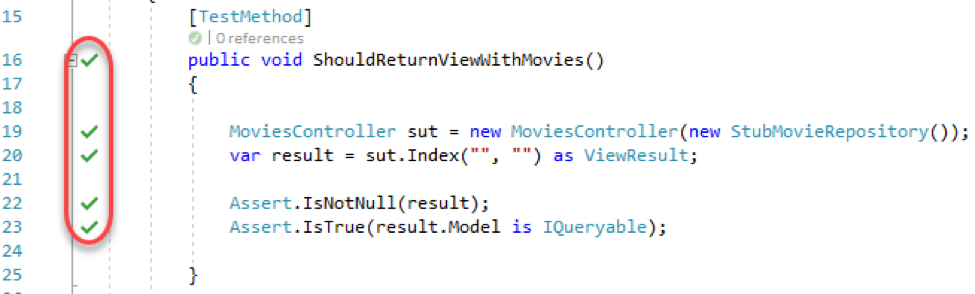 15 [TestMethod]
| 0 references
16 public void ShouldReturnViewWithMovies()
17 {
18
19 MoviesController sut = new MoviesController(new StubMovieRepository());
20 var result = sut.Index("", "") as ViewResult;
21
22 Assert.IsNotNull(result);
23 Assert.IsTrue(result.Model is IQueryable);
24
25 }